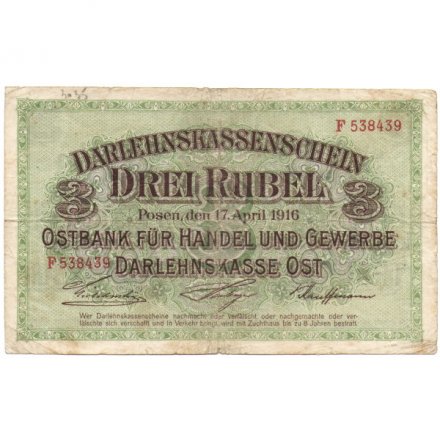 F 538439
DARLEHNSKASSENSCHEIN
3 DREI RUBEL 3
Posen, den 17. April 1916
OSTBANK FÜR HANDEL UND GEWERBE
F 538439 DARLEHNSKASSE OST
Wer Darlehnskassenscheine nachmacht oder verfälscht oder nachgemachte oder ver-
fälschte sich verschafft und in Verkehr bringt, wird mit Zuchthaus bis zu 8 Jahren bestraft.